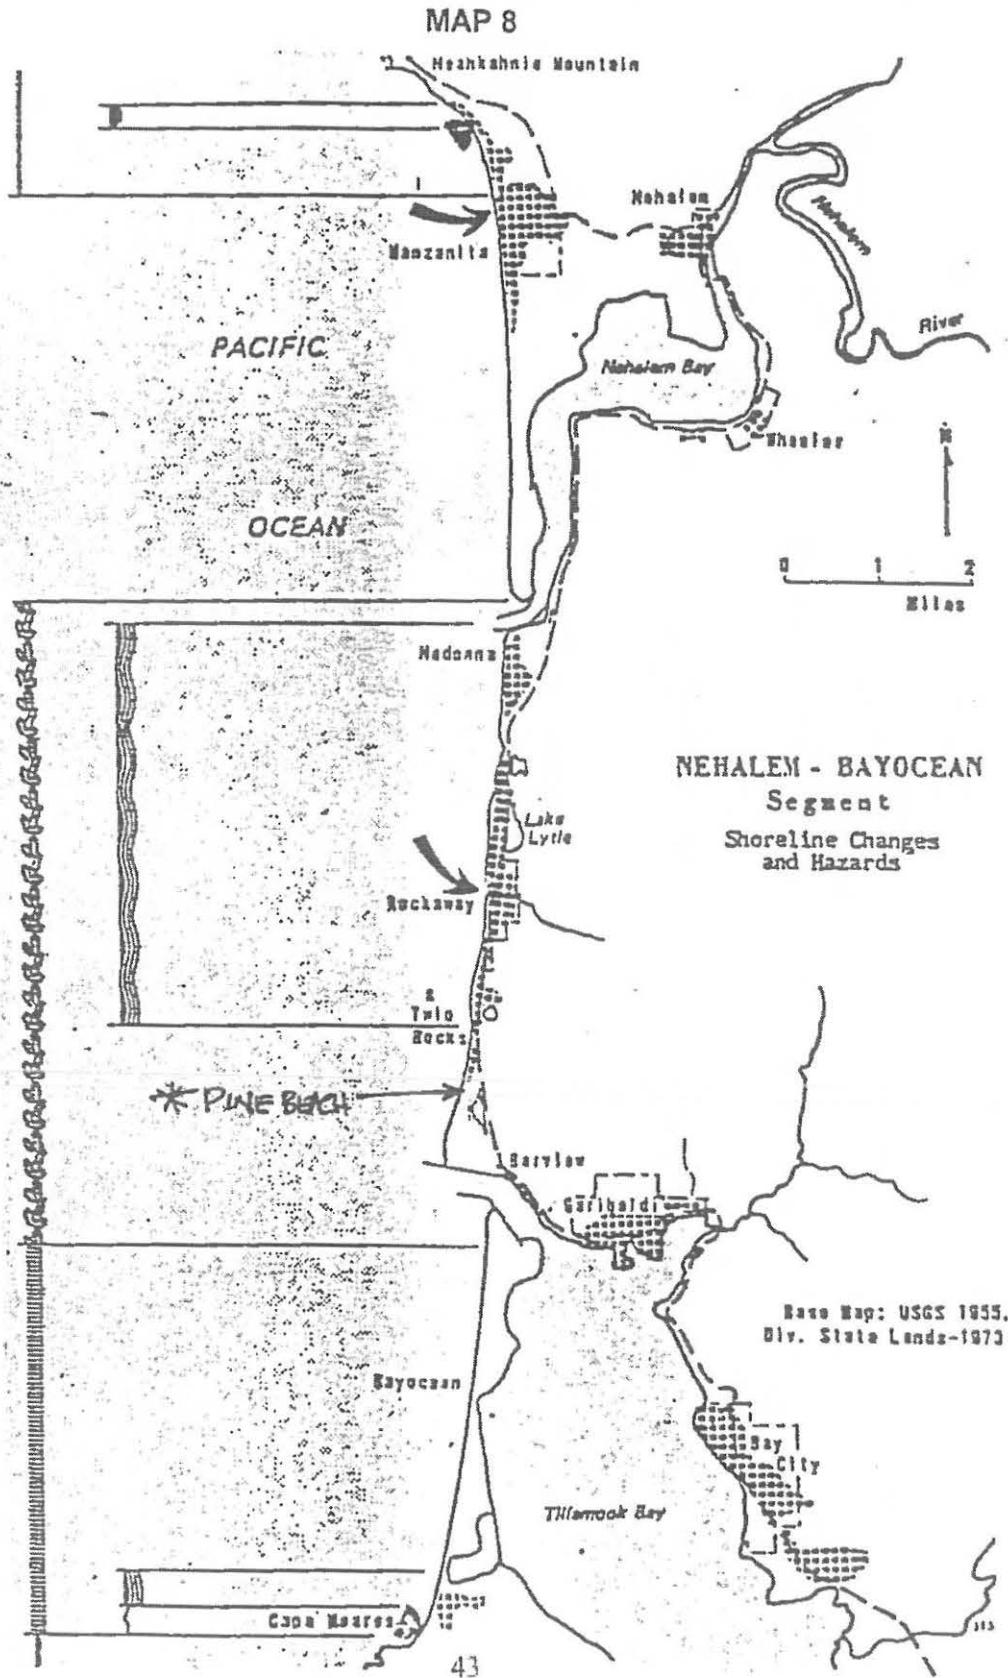 MAP 8
Neahkahnie Mountain
Nehalem
Manzanita
Nehalem
River
PACIFIC
Nehalem Bay
Wheeler
N
OCEAN
0 1 2
Miles
Nedonna
NEHALEM - BAYOCEAN
Segment
Shoreline Changes
and Hazards
Lake
Lytle
Rockaway
Twin
Rocks
* PINE BEACH
Barview
Garibaldi
Base Map: USGS 1955,
Div. State Lands-1973
Bayocean
Bay
City
Tillamook Bay
Cape Meares
43